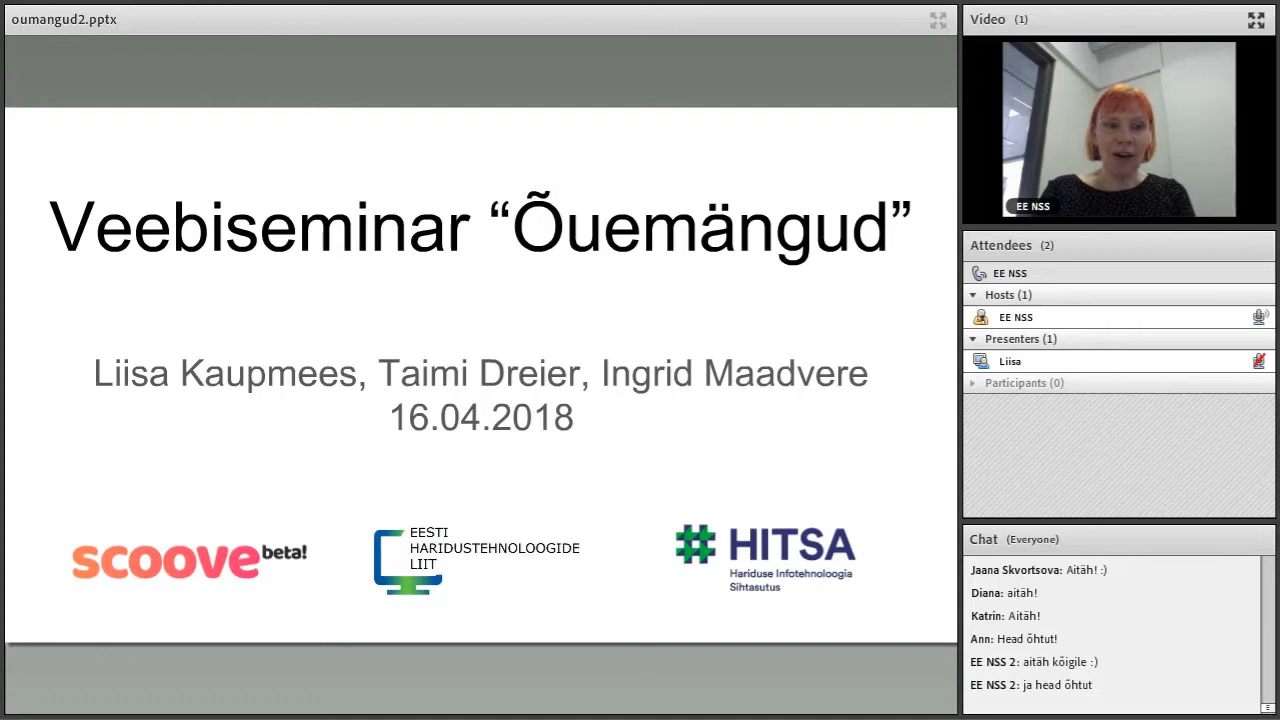 oumangud2.pptx
Veebiseminar “Õuemängud”
Liisa Kaupmees, Taimi Dreier, Ingrid Maadvere
16.04.2018
scoove beta!
EESTI
HARIDUSTEHNOLOOGIDE
LIIT
HITSA
Hariduse Infotehnoloogia
Sihtasutus
Video (1)
EE NSS
Attendees (2)
EE NSS
Hosts (1)
EE NSS
Presenters (1)
Liisa
Participants (0)
Chat (Everyone)
Jaana Skvortsova: Aitäh! :)
Diana: aitäh!
Katrin: Aitäh!
Ann: Head õhtut!
EE NSS 2: aitäh kõigile :)
EE NSS 2: ja head õhtut